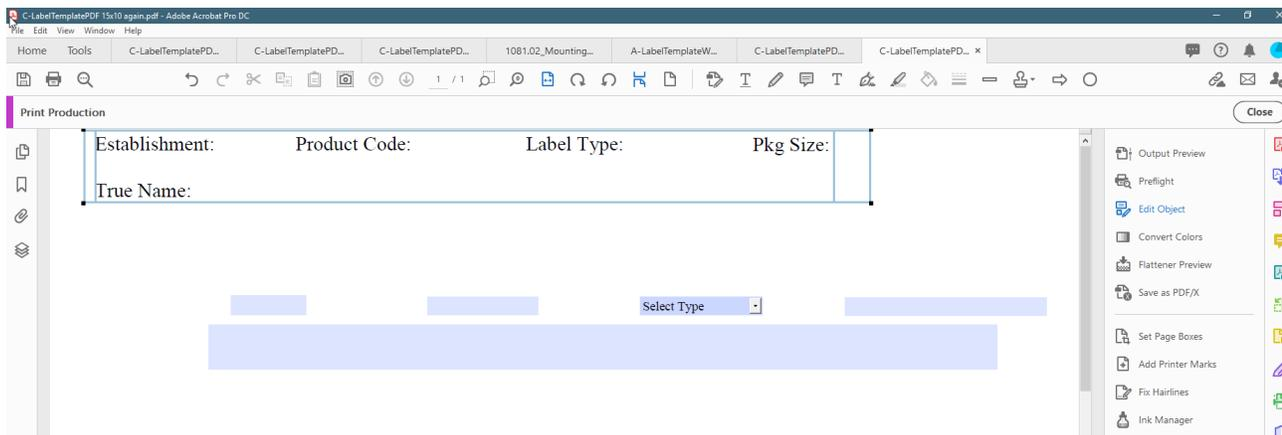 C-LabelTemplatePDF 15x10 again.pdf - Adobe Acrobat Pro DC
File Edit View Window Help
Home Tools C-LabelTemplatePD... C-LabelTemplatePD... C-LabelTemplatePD... 1081.02_Mounting... A-LabelTemplateW... C-LabelTemplatePD... C-LabelTemplatePD... ×
1 / 1
Print Production Close
Establishment: Product Code: Label Type: Pkg Size:
True Name:
Select Type
Output Preview
Preflight
Edit Object
Convert Colors
Flattener Preview
Save as PDF/X
Set Page Boxes
Add Printer Marks
Fix Hairlines
Ink Manager